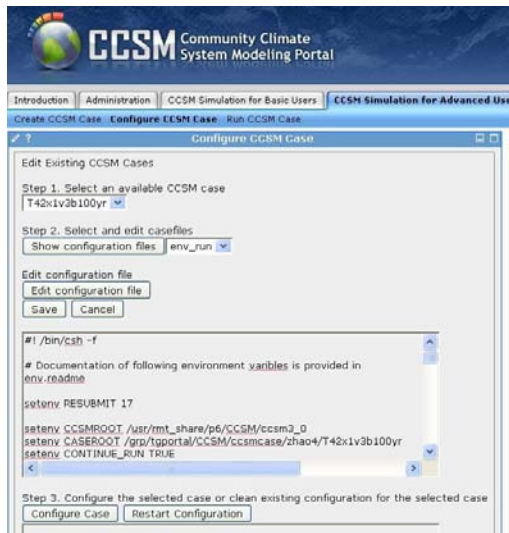 CCSM Community Climate
System Modeling Portal
Introduction Administration CCSM Simulation for Basic Users CCSM Simulation for Advanced Use
Create CCSM Case Configure CCSM Case Run CCSM Case
? Configure CCSM Case
Edit Existing CCSM Cases
Step 1. Select an available CCSM case
T42x1v3b100yr
Step 2. Select and edit casefiles
Show configuration files env_run
Edit configuration file
Edit configuration file
Save Cancel
#! /bin/csh -f
# Documentation of following environment varibles is provided in
env.readme
setenv RESUBMIT 17
setenv CCSMROOT /usr/rmt_share/p6/CCSM/ccsm3_0
setenv CASEROOT /grp/tgportal/CCSM/ccsmcase/zhao4/T42x1v3b100yr
setenv CONTINUE_RUN TRUE
Step 3. Configure the selected case or clean existing configuration for the selected case
Configure Case Restart Configuration